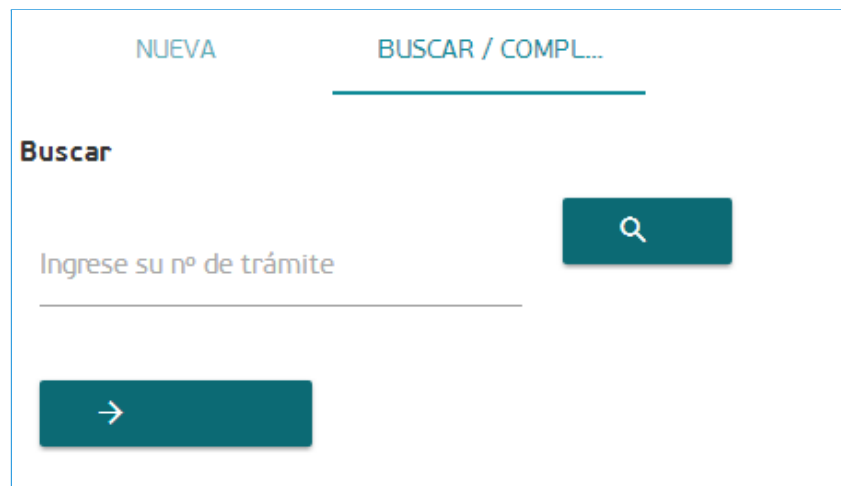 NUEVA
BUSCAR / COMPL...
Buscar
Ingrese su nº de trámite